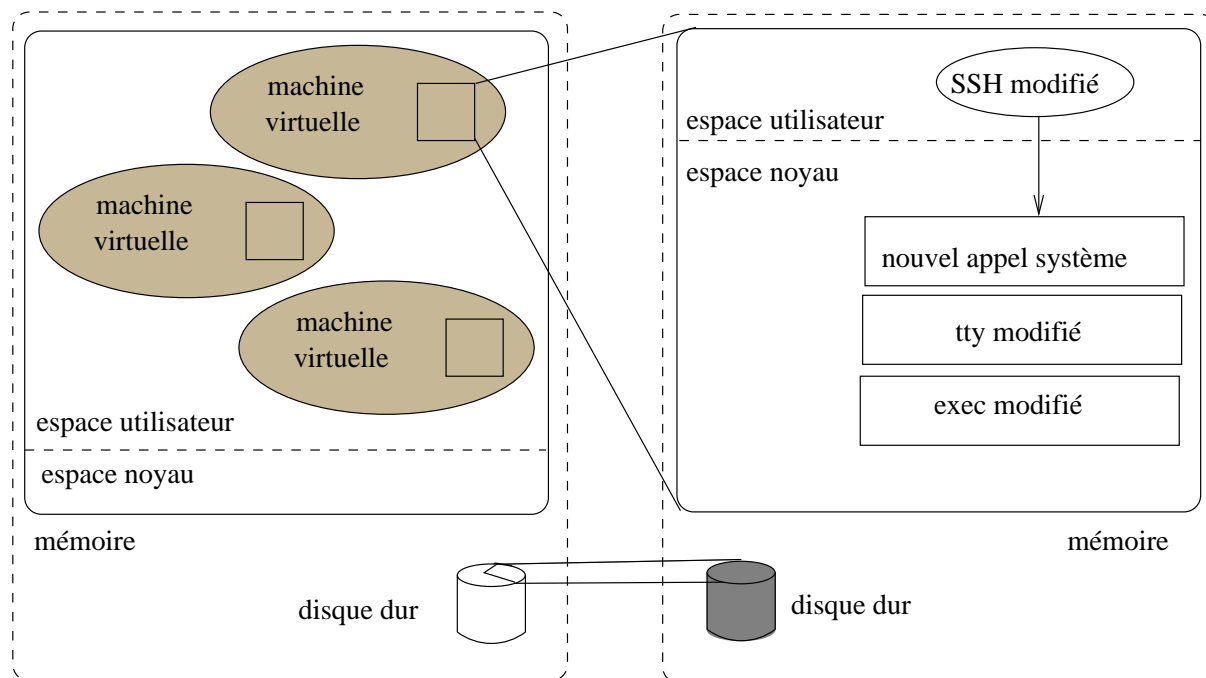 machine
virtuelle
machine
virtuelle
machine
virtuelle
espace utilisateur
espace noyau
mémoire
disque dur
SSH modifié
espace utilisateur
espace noyau
nouvel appel système
tty modifié
exec modifié
mémoire
disque dur